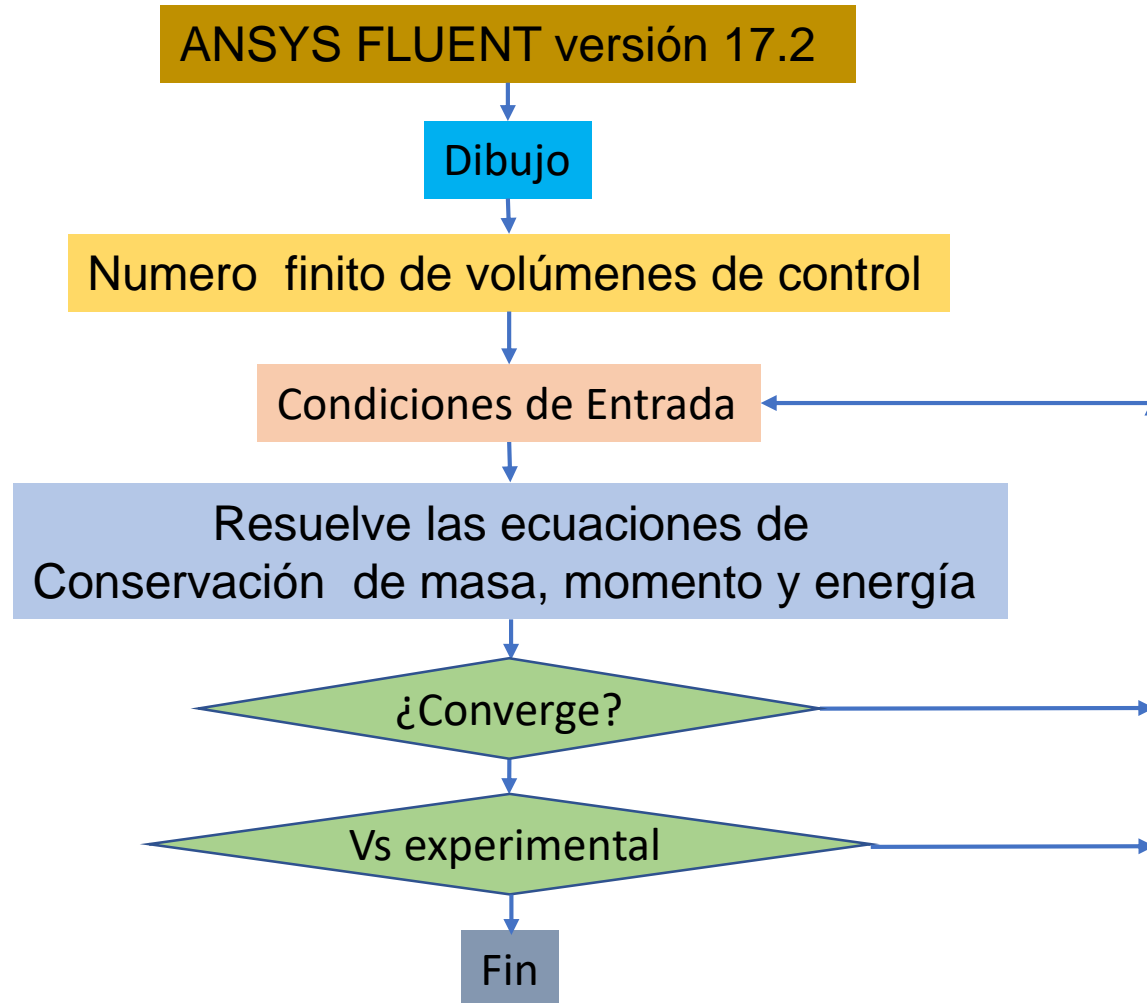 ANSYS FLUENT versión 17.2
Dibujo
Numero finito de volúmenes de control
Condiciones de Entrada
Resuelve las ecuaciones de
Conservación de masa, momento y energía
¿Converge?
Vs experimental
Fin